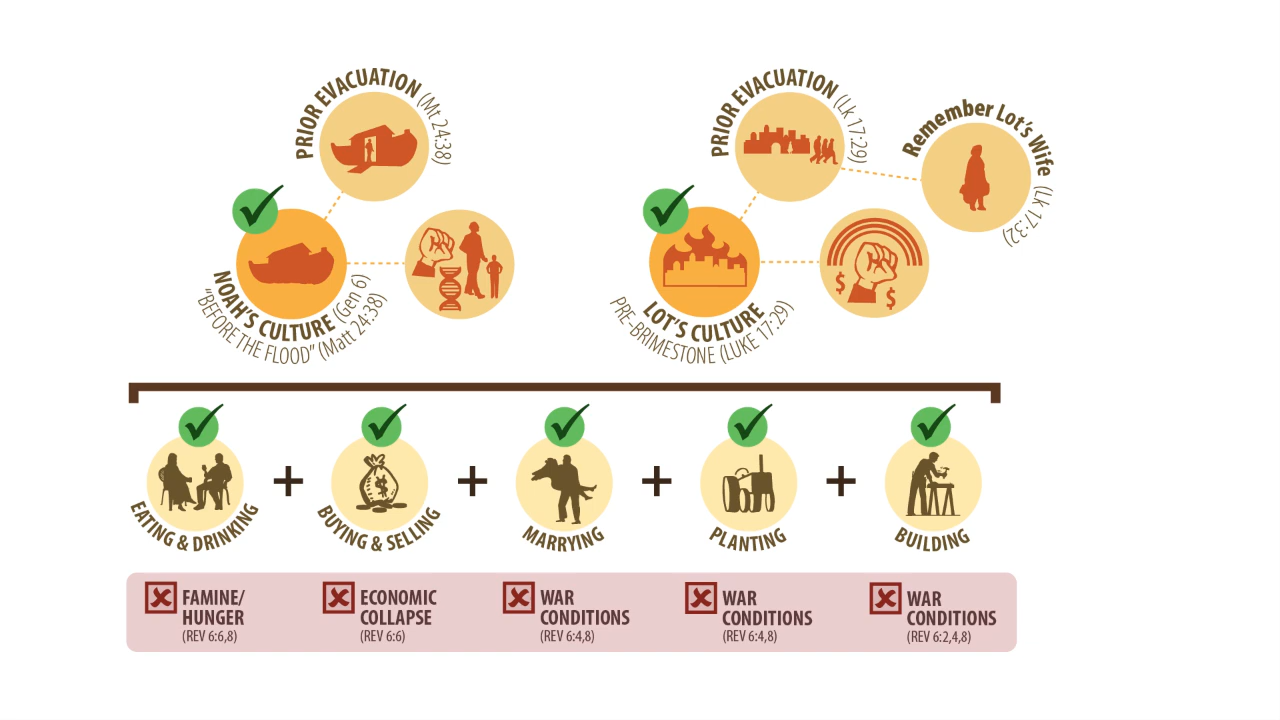 PRIOR EVACUATION (Mt 24:38)
PRIOR EVACUATION (Lk 17:29)
Remember Lot's Wife (Lk 17:32)
NOAH'S CULTURE (Gen 6)
"BEFORE THE FLOOD" (Matt 24:38)
LOT'S CULTURE
PRE-BRIMESTONE (LUKE 17:29)
$ $
$
EATING & DRINKING + BUYING & SELLING + MARRYING + PLANTING + BUILDING
FAMINE/
HUNGER
(REV 6:6,8)
ECONOMIC
COLLAPSE
(REV 6:6)
WAR
CONDITIONS
(REV 6:4,8)
WAR
CONDITIONS
(REV 6:4,8)
WAR
CONDITIONS
(REV 6:2,4,8)